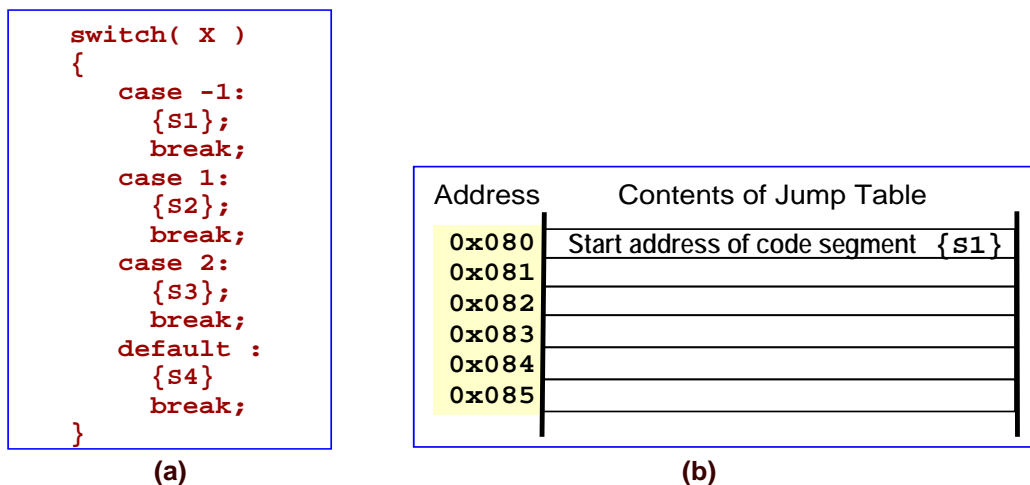 switch( X )
{
case -1:
{S1};
break;
case 1:
{S2};
break;
case 2:
{S3};
break;
default :
{S4}
break;
}
(a)
Address Contents of Jump Table
0x080 Start address of code segment {S1}
0x081
0x082
0x083
0x084
0x085
(b)